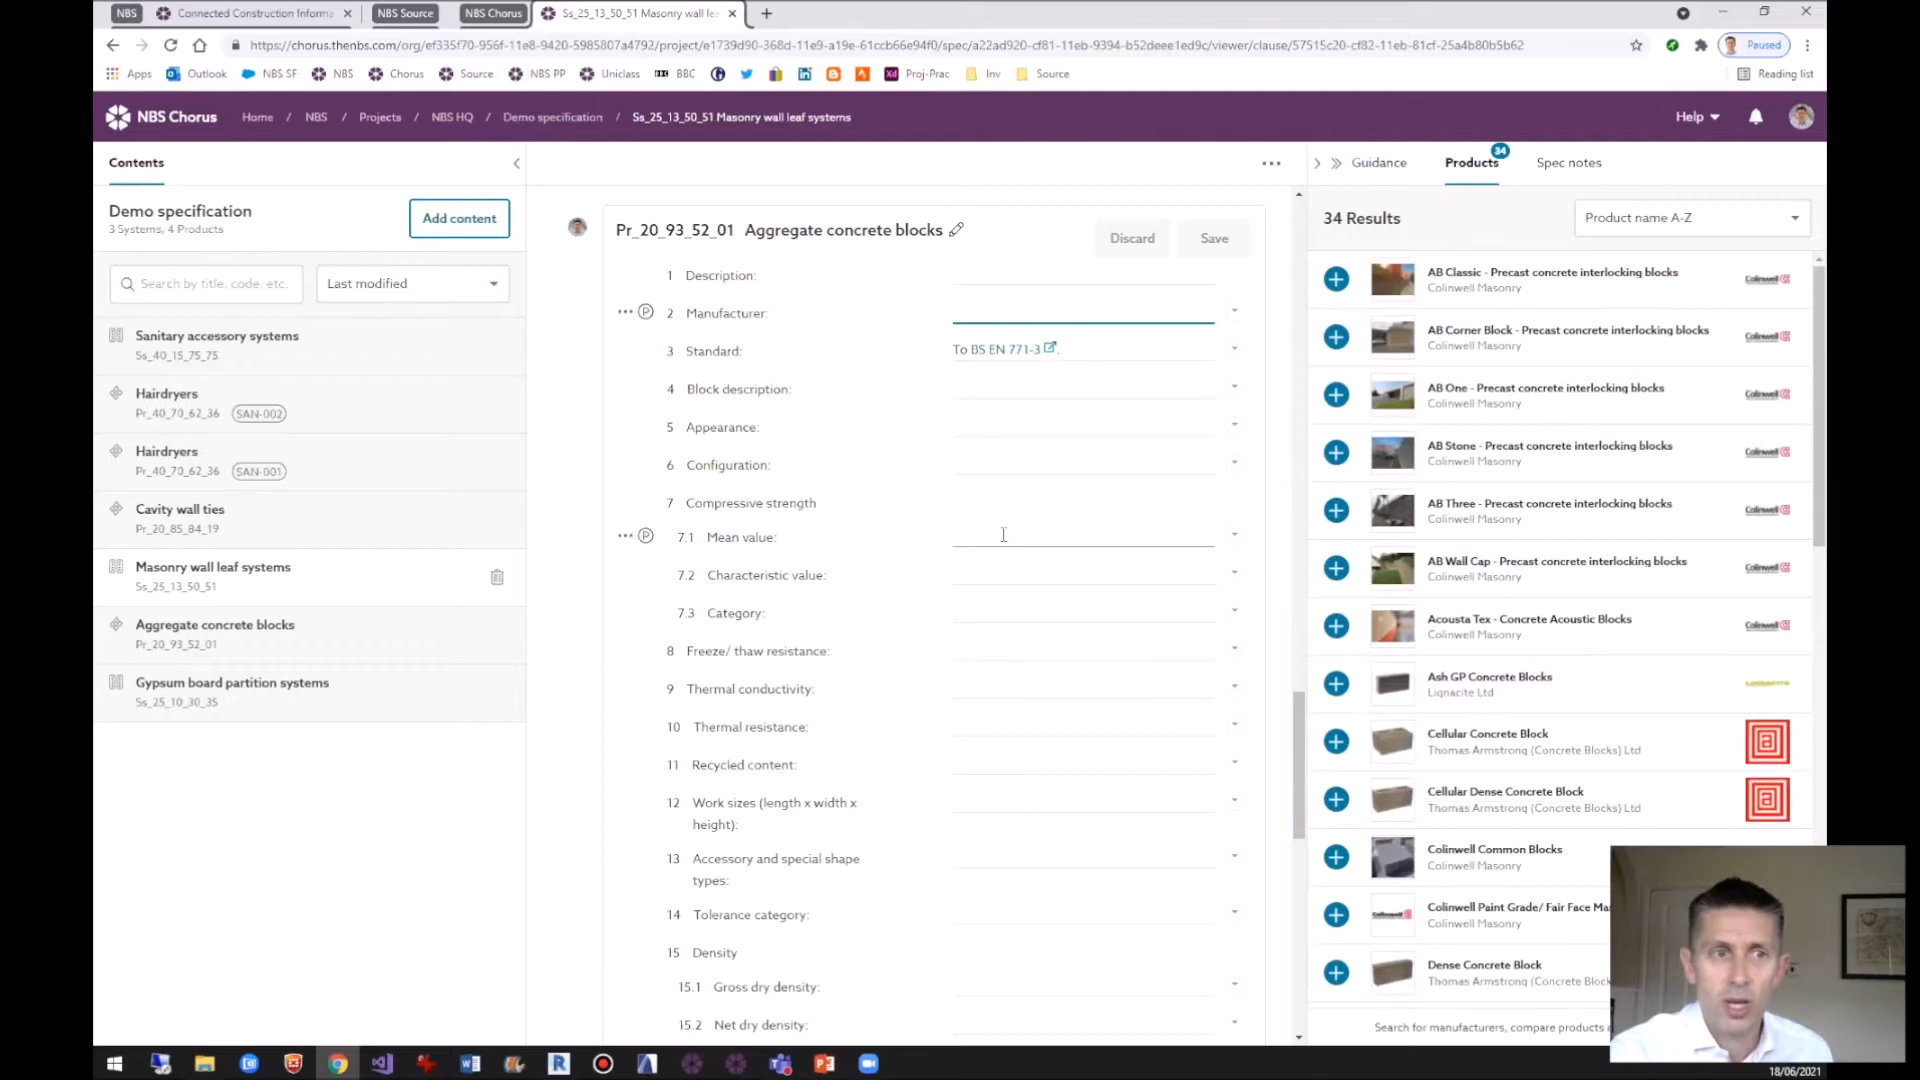 NBS
Connected Construction Informa
NBS Source
NBS Chorus
Ss_25_13_50_51 Masonry wall lea
https://chorus.thenbs.com/org/ef335f70-956f-11e8-9420-5985807a4792/project/e1739d90-368d-11e9-a19e-61ccb66e94f0/spec/a22ad920-cf81-11eb-9394-b52deee1ed9c/viewer/clause/57515c20-cf82-11eb-81cf-25a4b80b5b62
Paused
Apps
Outlook
NBS SF
NBS
Chorus
Source
NBS PP
Uniclass
BBC
Proj-Prac
Inv
Source
Reading list
NBS Chorus
Home / NBS / Projects / NBS HQ / Demo specification / Ss_25_13_50_51 Masonry wall leaf systems
Help
Contents
Demo specification
3 Systems, 4 Products
Add content
Search by title, code, etc.
Last modified
Sanitary accessory systems
Ss_40_15_75_75
Hairdryers
Pr_40_70_62_36 SAN-002
Hairdryers
Pr_40_70_62_36 SAN-001
Cavity wall ties
Pr_20_85_84_19
Masonry wall leaf systems
Ss_25_13_50_51
Aggregate concrete blocks
Pr_20_93_52_01
Gypsum board partition systems
Ss_25_10_30_35
Pr_20_93_52_01 Aggregate concrete blocks
Discard
Save
1 Description:
P 2 Manufacturer:
3 Standard: To BS EN 771-3.
4 Block description:
5 Appearance:
6 Configuration:
7 Compressive strength
P 7.1 Mean value:
7.2 Characteristic value:
7.3 Category:
8 Freeze/ thaw resistance:
9 Thermal conductivity:
10 Thermal resistance:
11 Recycled content:
12 Work sizes (length x width x
height):
13 Accessory and special shape
types:
14 Tolerance category:
15 Density
15.1 Gross dry density:
15.2 Net dry density:
Guidance
Products
34
Spec notes
34 Results
Product name A-Z
AB Classic - Precast concrete interlocking blocks
Colinwell Masonry
AB Corner Block - Precast concrete interlocking blocks
Colinwell Masonry
AB One - Precast concrete interlocking blocks
Colinwell Masonry
AB Stone - Precast concrete interlocking blocks
Colinwell Masonry
AB Three - Precast concrete interlocking blocks
Colinwell Masonry
AB Wall Cap - Precast concrete interlocking blocks
Colinwell Masonry
Acousta Tex - Concrete Acoustic Blocks
Colinwell Masonry
Ash GP Concrete Blocks
Lignacite Ltd
Cellular Concrete Block
Thomas Armstrong (Concrete Blocks) Ltd
Cellular Dense Concrete Block
Thomas Armstrong (Concrete Blocks) Ltd
Colinwell Common Blocks
Colinwell Masonry
Colinwell Paint Grade/ Fair Face Ma
Colinwell Masonry
Dense Concrete Block
Thomas Armstrong (Concrete Bloc
Search for manufacturers, compare products a
18/06/2021